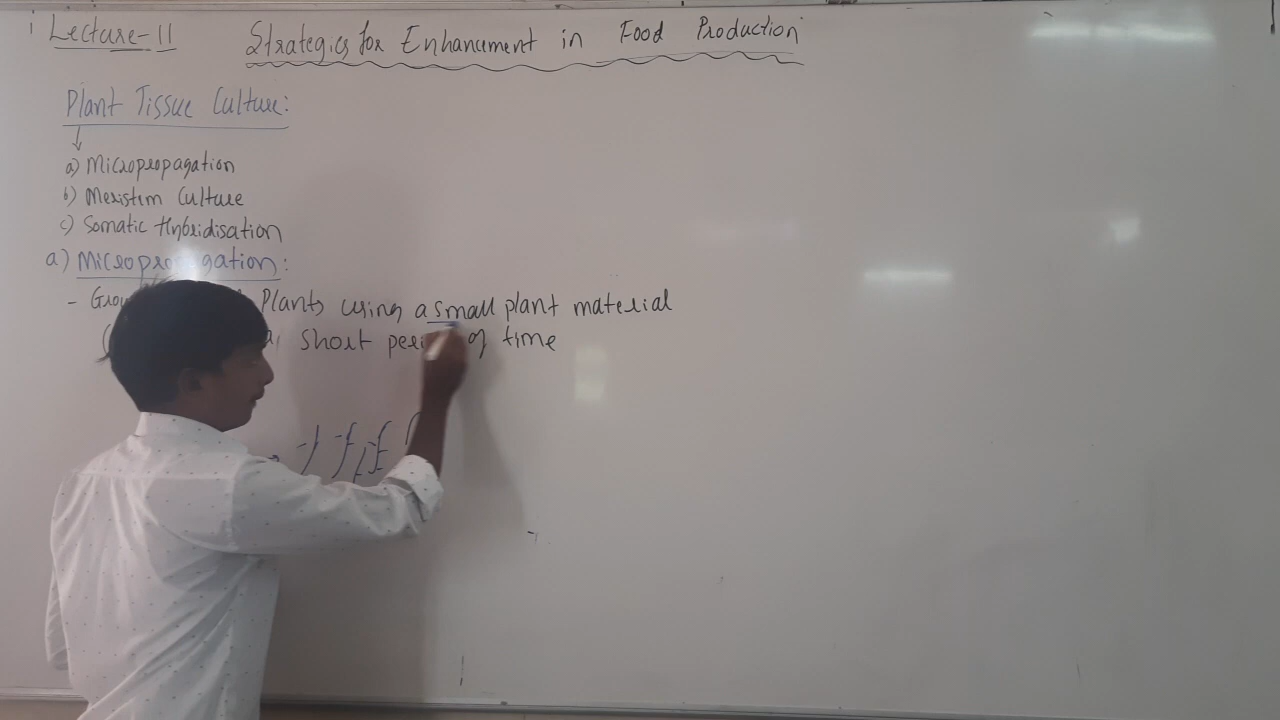 Lecture-11
Strategies for Enhancement in Food Production
Plant Tissue Culture:
a) Micropropagation
b) Meristem Culture
c) Somatic Hybridisation
a) Micropropagation:
- Plants using a small plant material
short period of time